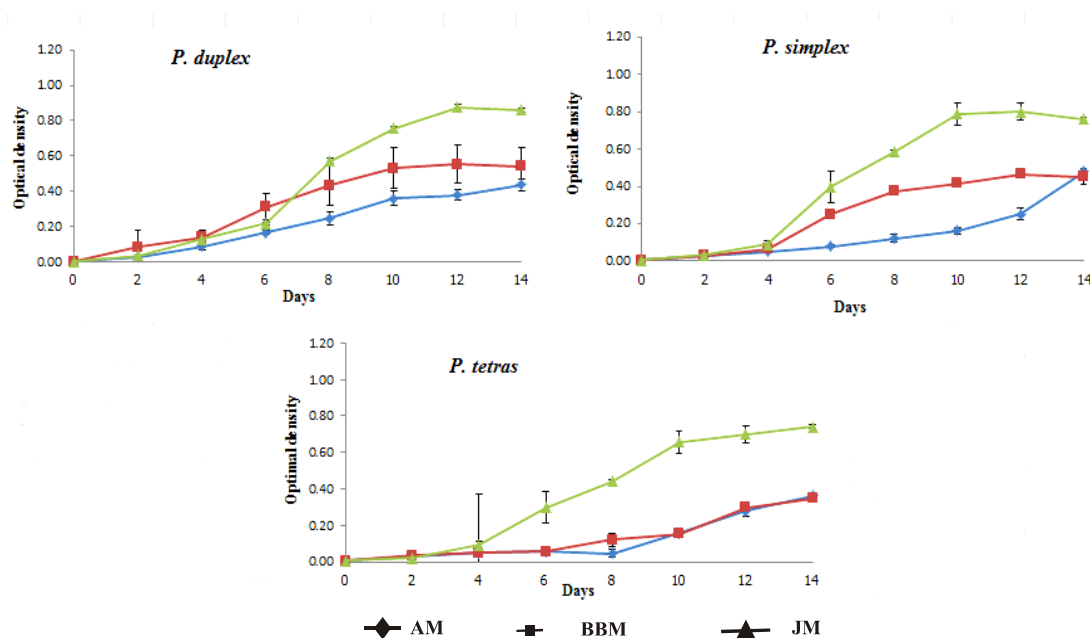 P. duplex
1.20
1.00
0.80
0.60
0.40
0.20
0.00
Optical density
0 2 4 6 8 10 12 14
Days
P. simplex
1.20
1.00
0.80
0.60
0.40
0.20
0.00
Optical density
0 2 4 6 8 10 12 14
Days
P. tetras
1.20
1.00
0.80
0.60
0.40
0.20
0.00
Optimal density
0 2 4 6 8 10 12 14
Days
AM BBM JM